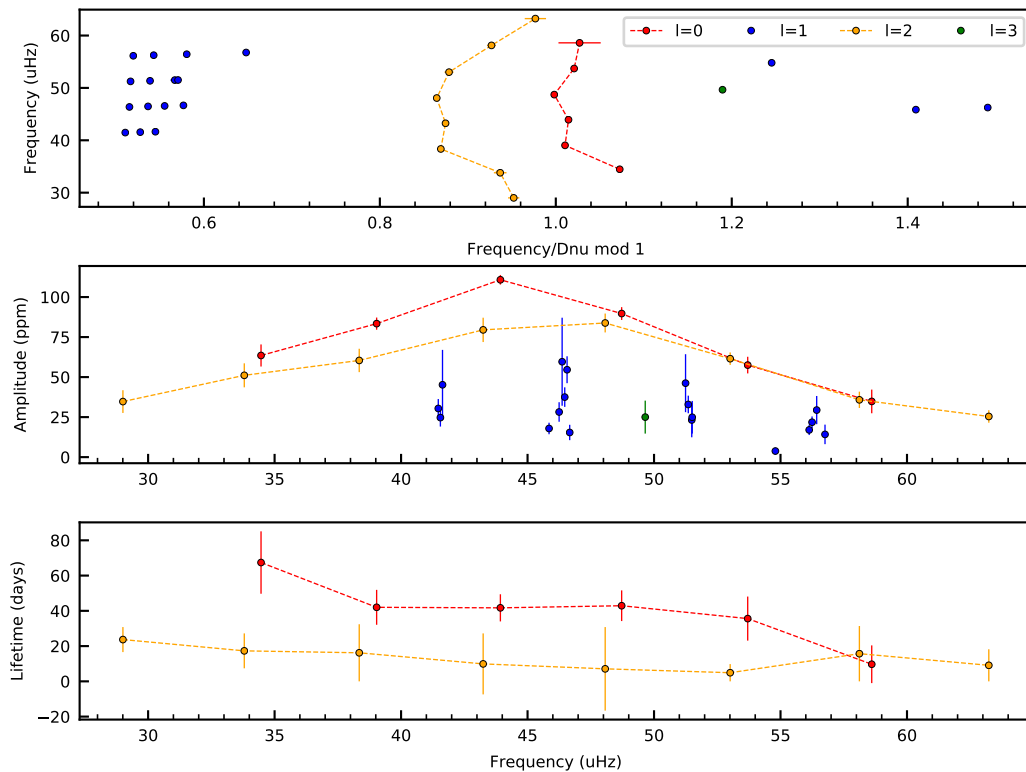 60
50
40
30
Frequency (uHz)
l=0 l=1 l=2 l=3
0.6 0.8 1.0 1.2 1.4
Frequency/Dnu mod 1
100
75
50
25
0
Amplitude (ppm)
30 35 40 45 50 55 60
80
60
40
20
0
−20
Lifetime (days)
30 35 40 45 50 55 60
Frequency (uHz)